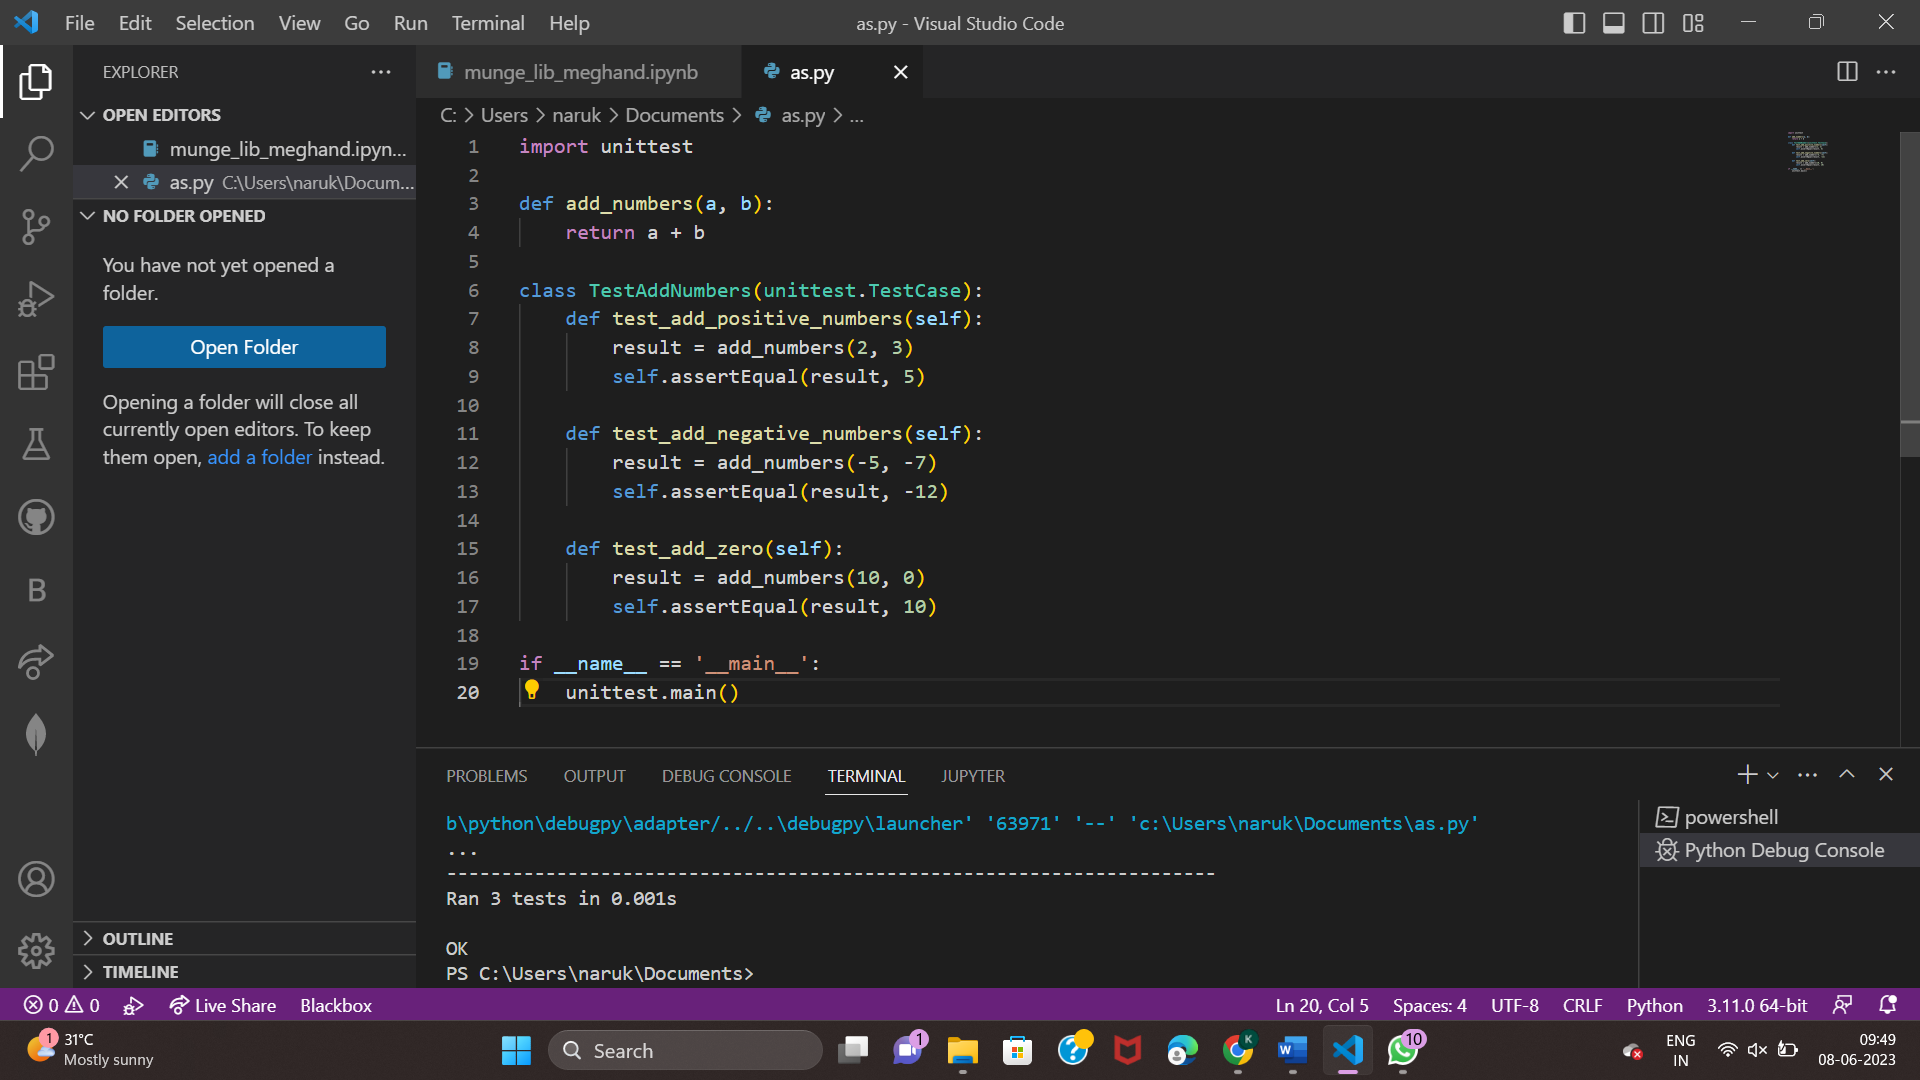 File Edit Selection View Go Run Terminal Help
as.py - Visual Studio Code
EXPLORER
OPEN EDITORS
munge_lib_meghand.ipyn...
as.py C:\Users\naruk\Docum...
NO FOLDER OPENED
You have not yet opened a
folder.
Open Folder
Opening a folder will close all
currently open editors. To keep
them open, add a folder instead.
OUTLINE
TIMELINE
munge_lib_meghand.ipynb
as.py
C: > Users > naruk > Documents > as.py > ...
1 import unittest
2
3 def add_numbers(a, b):
4     return a + b
5
6 class TestAddNumbers(unittest.TestCase):
7     def test_add_positive_numbers(self):
8         result = add_numbers(2, 3)
9         self.assertEqual(result, 5)
10
11     def test_add_negative_numbers(self):
12         result = add_numbers(-5, -7)
13         self.assertEqual(result, -12)
14
15     def test_add_zero(self):
16         result = add_numbers(10, 0)
17         self.assertEqual(result, 10)
18
19 if __name__ == '__main__':
20     unittest.main()
PROBLEMS OUTPUT DEBUG CONSOLE TERMINAL JUPYTER
b\python\debugpy\adapter/../..\debugpy\launcher' '63971' '--' 'c:\Users\naruk\Documents\as.py'
...
----------------------------------------------------------------------
Ran 3 tests in 0.001s
OK
PS C:\Users\naruk\Documents>
powershell
Python Debug Console
0 0 Live Share Blackbox
Ln 20, Col 5 Spaces: 4 UTF-8 CRLF Python 3.11.0 64-bit
1
31°C
Mostly sunny
Search
1
K
10
ENG
IN
09:49
08-06-2023